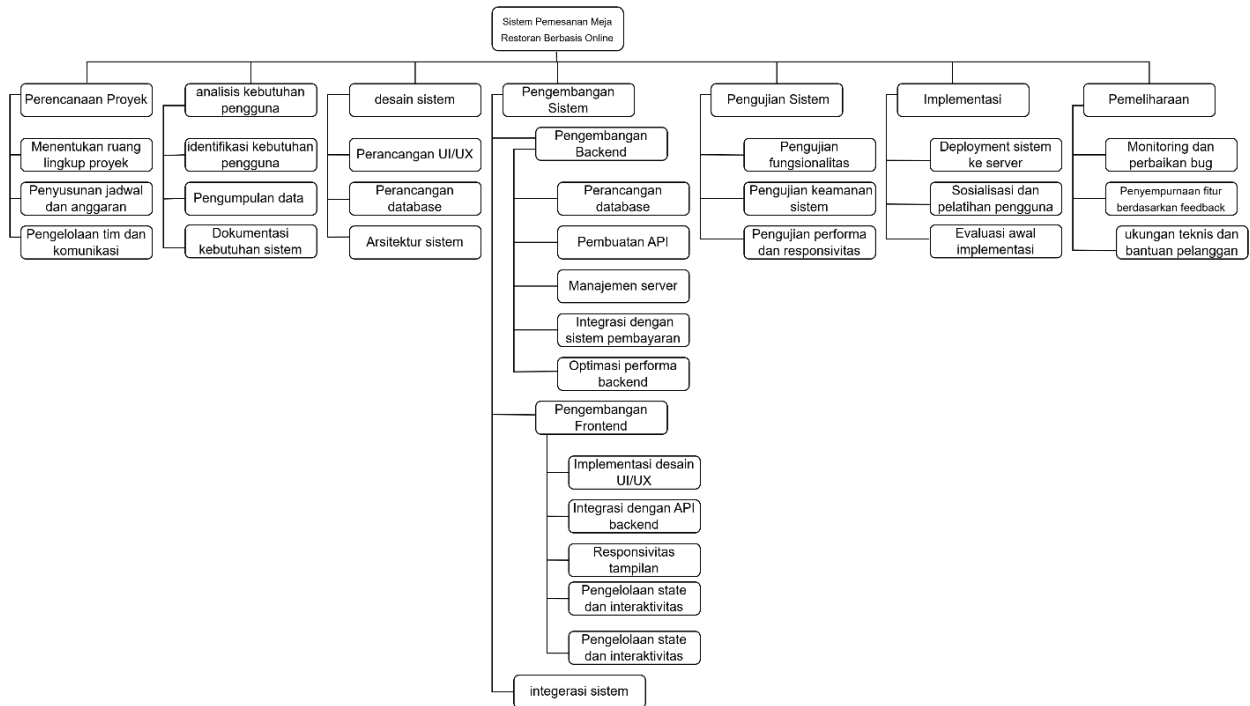 Sistem Pemesanan Meja
Restoran Berbasis Online
Perencanaan Proyek
Menentukan ruang
lingkup proyek
Penyusunan jadwal
dan anggaran
Pengelolaan tim dan
komunikasi
analisis kebutuhan
pengguna
identifikasi kebutuhan
pengguna
Pengumpulan data
Dokumentasi
kebutuhan sistem
desain sistem
Perancangan UI/UX
Perancangan
database
Arsitektur sistem
Pengembangan
Sistem
Pengembangan
Backend
Perancangan
database
Pembuatan API
Manajemen server
Integrasi dengan
sistem pembayaran
Optimasi performa
backend
Pengembangan
Frontend
Implementasi desain
UI/UX
Integrasi dengan API
backend
Responsivitas
tampilan
Pengelolaan state
dan interaktivitas
Pengelolaan state
dan interaktivitas
integerasi sistem
Pengujian Sistem
Pengujian
fungsionalitas
Pengujian keamanan
sistem
Pengujian performa
dan responsivitas
Implementasi
Deployment sistem
ke server
Sosialisasi dan
pelatihan pengguna
Evaluasi awal
implementasi
Pemeliharaan
Monitoring dan
perbaikan bug
Penyempurnaan fitur
berdasarkan feedback
ukungan teknis dan
bantuan pelanggan